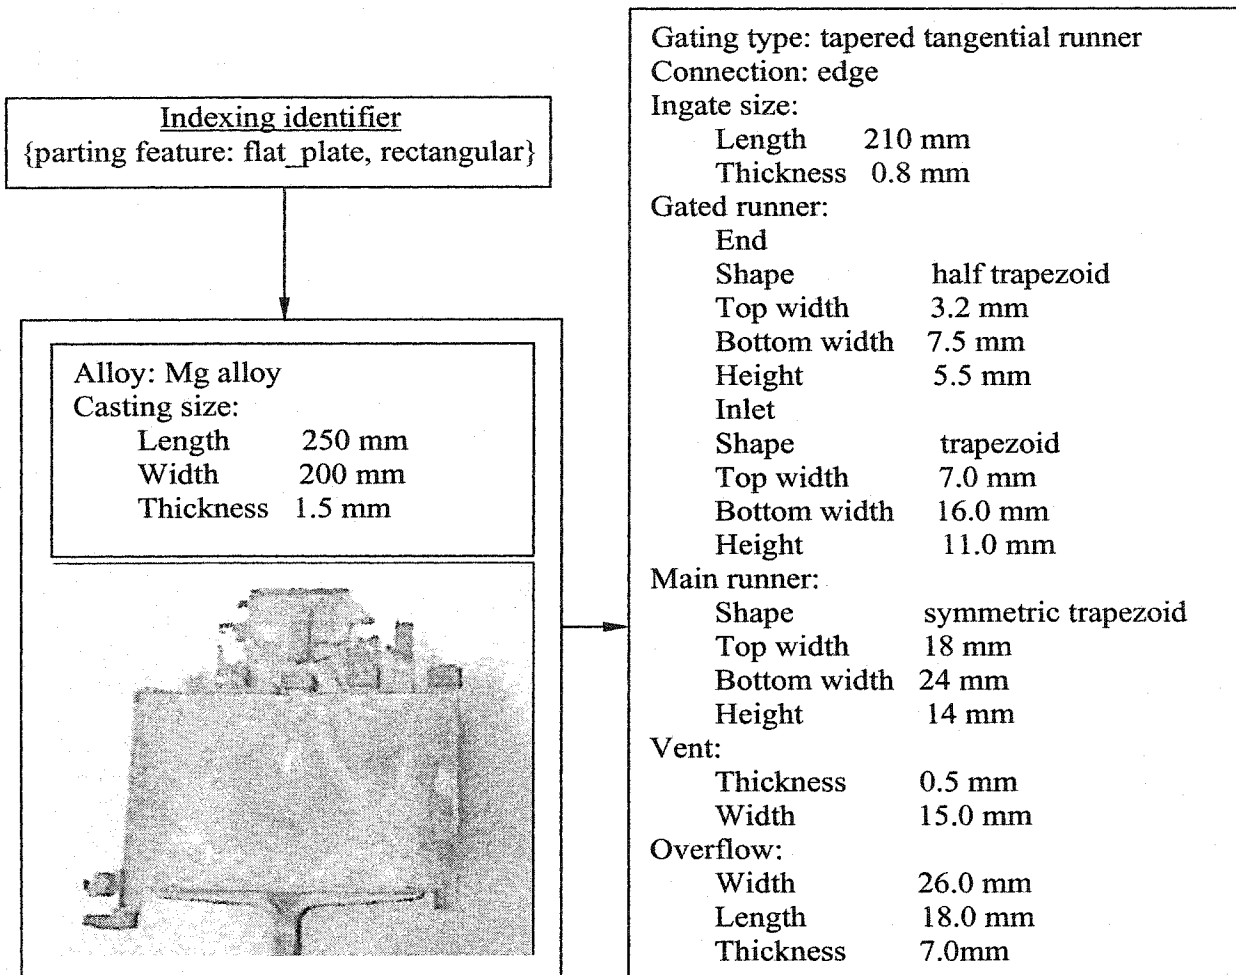 Indexing identifier
{parting feature: flat_plate, rectangular}
Alloy: Mg alloy
Casting size:
Length 250 mm
Width 200 mm
Thickness 1.5 mm
Gating type: tapered tangential runner
Connection: edge
Ingate size:
Length 210 mm
Thickness 0.8 mm
Gated runner:
End
Shape half trapezoid
Top width 3.2 mm
Bottom width 7.5 mm
Height 5.5 mm
Inlet
Shape trapezoid
Top width 7.0 mm
Bottom width 16.0 mm
Height 11.0 mm
Main runner:
Shape symmetric trapezoid
Top width 18 mm
Bottom width 24 mm
Height 14 mm
Vent:
Thickness 0.5 mm
Width 15.0 mm
Overflow:
Width 26.0 mm
Length 18.0 mm
Thickness 7.0mm